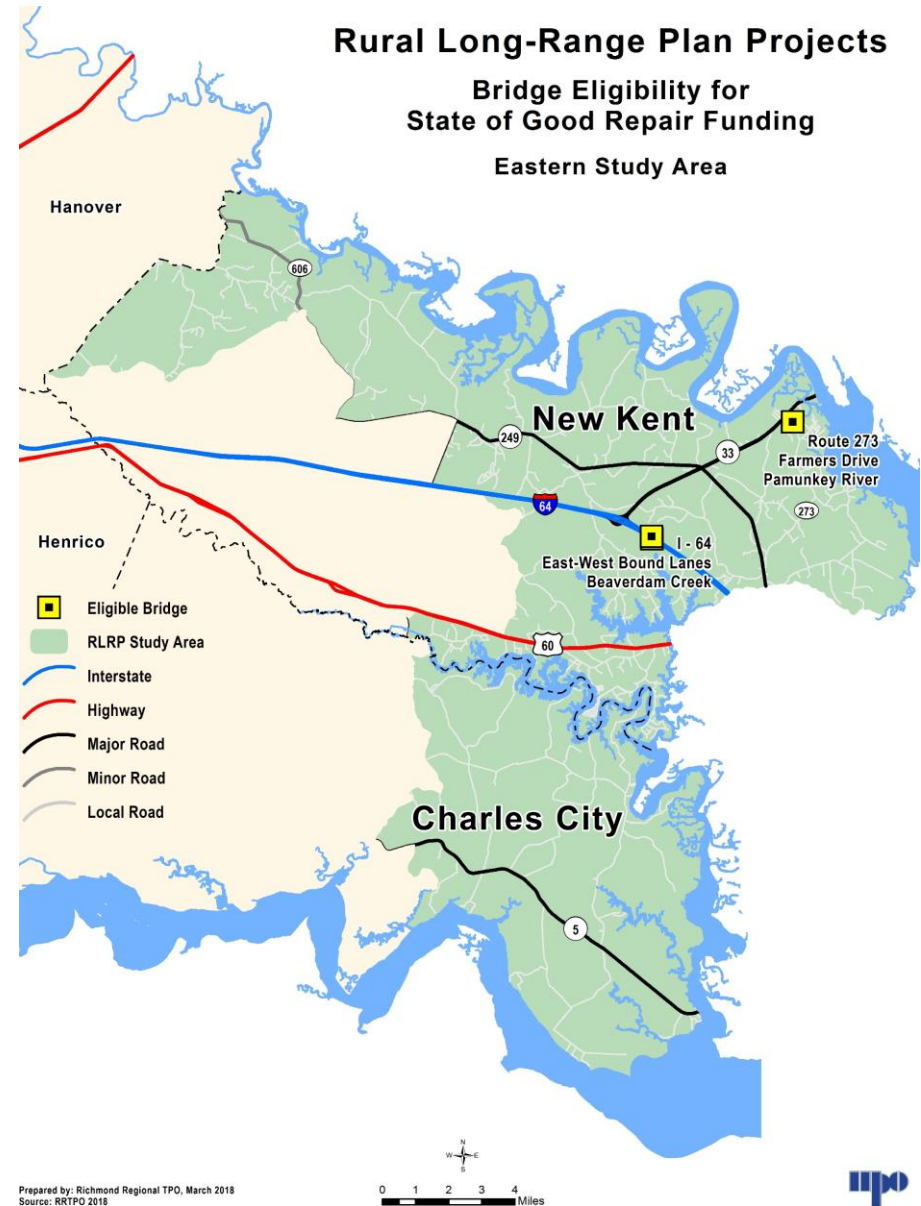 Rural Long-Range Plan Projects
Bridge Eligibility for
State of Good Repair Funding
Eastern Study Area
Hanover
606
New Kent
249
33
Route 273
Farmers Drive
Pamunkey River
273
64
I - 64
East-West Bound Lanes
Beaverdam Creek
Henrico
Eligible Bridge
RLRP Study Area
Interstate
Highway
Major Road
Minor Road
Local Road
60
Charles City
5
N
W
E
S
0 1 2 3 4
Miles
Prepared by: Richmond Regional TPO, March 2018
Source: RRTPO 2018
mpo